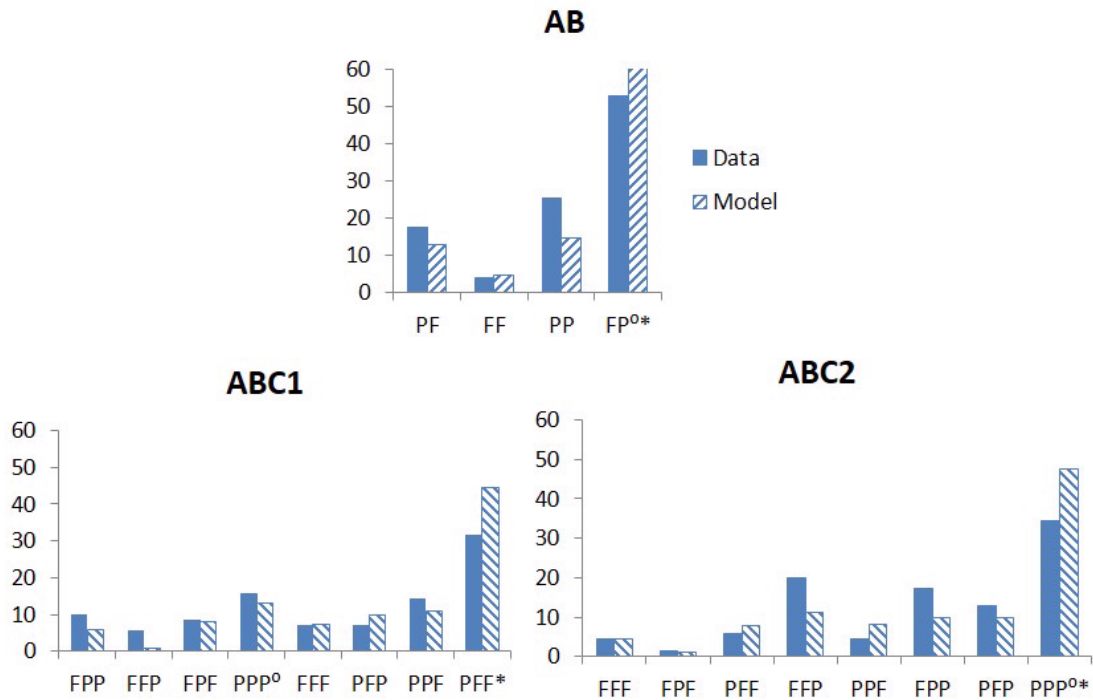 AB
60
50
40
30
20
10
0
PF FF PP FPº*
Data
Model
ABC1
60
50
40
30
20
10
0
FPP FFP FPF PPPº FFF PFP PPF PFF*
ABC2
60
50
40
30
20
10
0
FFF FPF PFF FFP PPF FPP PFP PPPº*